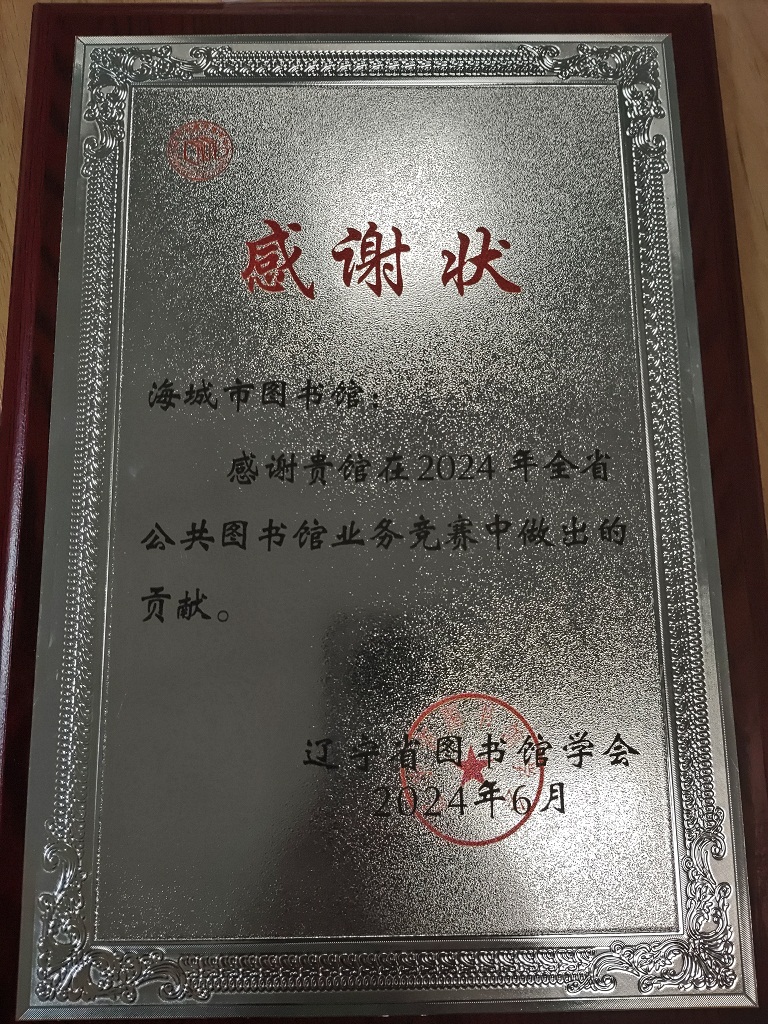 感谢状
海城市图书馆：
感谢贵馆在2024年全省
公共图书馆业务竞赛中做出的
贡献。
辽宁省图书馆学会
2024年6月